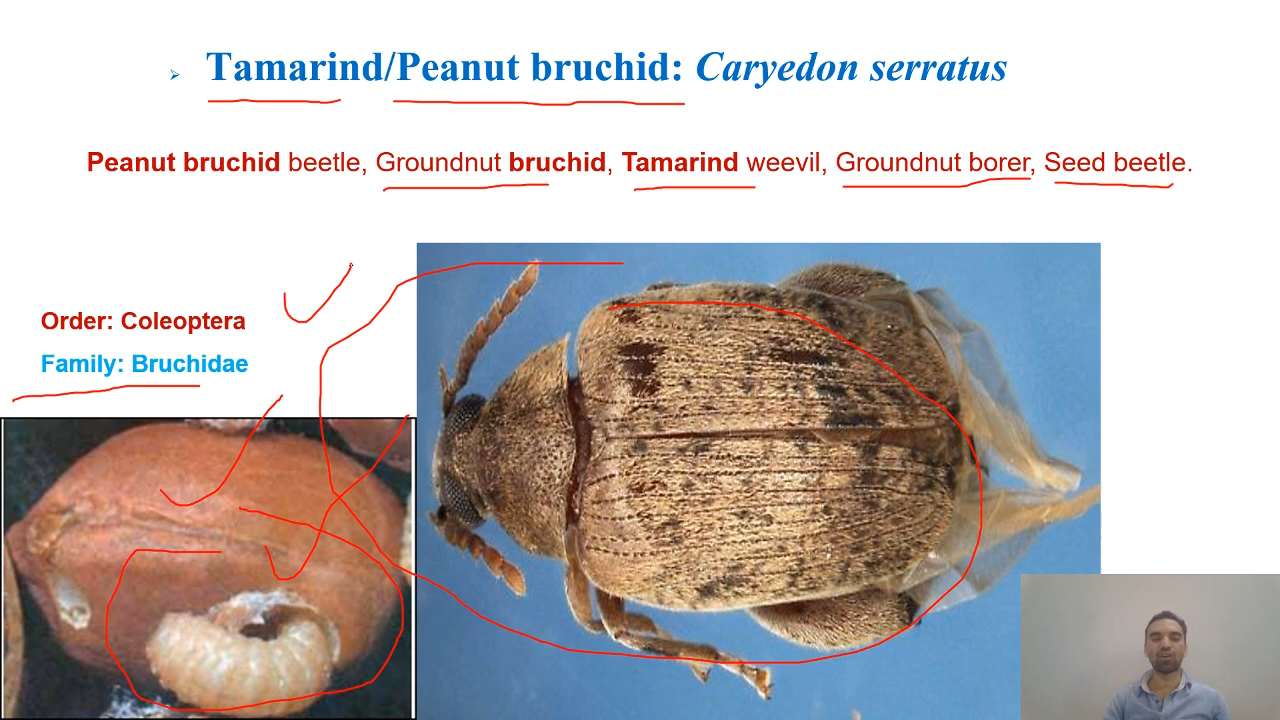 Tamarind/Peanut bruchid: Caryedon serratus
Peanut bruchid beetle, Groundnut bruchid, Tamarind weevil, Groundnut borer, Seed beetle.
Order: Coleoptera
Family: Bruchidae